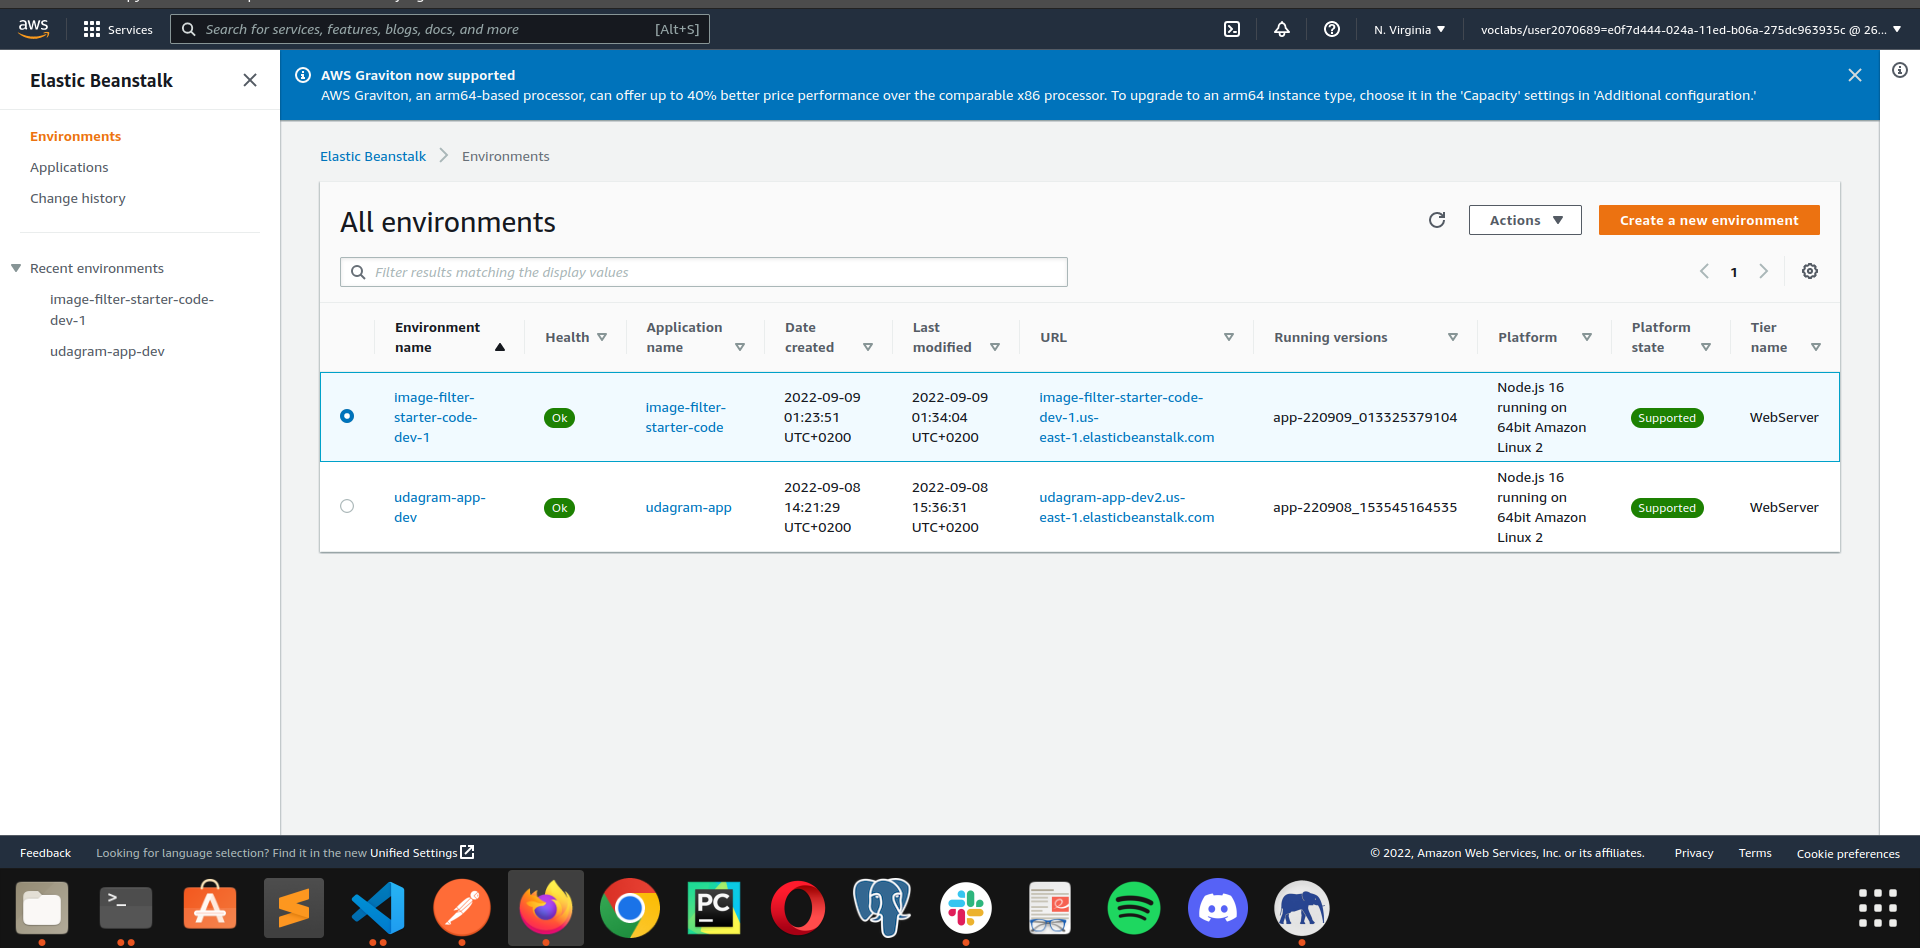 aws
Services
Search for services, features, blogs, docs, and more
[Alt+S]
N. Virginia
voclabs/user2070689=e0f7d444-024a-11ed-b06a-275dc963935c @ 26...
Elastic Beanstalk
Environments
Applications
Change history
Recent environments
image-filter-starter-code-
dev-1
udagram-app-dev
AWS Graviton now supported
AWS Graviton, an arm64-based processor, can offer up to 40% better price performance over the comparable x86 processor. To upgrade to an arm64 instance type, choose it in the 'Capacity' settings in 'Additional configuration.'
Elastic Beanstalk
Environments
All environments
Actions
Create a new environment
Filter results matching the display values
1
Environment
name
Health
Application
name
Date
created
Last
modified
URL
Running versions
Platform
Platform
state
Tier
name
image-filter-
starter-code-
dev-1
Ok
image-filter-
starter-code
2022-09-09
01:23:51
UTC+0200
2022-09-09
01:34:04
UTC+0200
image-filter-starter-code-
dev-1.us-
east-1.elasticbeanstalk.com
app-220909_013325379104
Node.js 16
running on
64bit Amazon
Linux 2
Supported
WebServer
udagram-app-
dev
Ok
udagram-app
2022-09-08
14:21:29
UTC+0200
2022-09-08
15:36:31
UTC+0200
udagram-app-dev2.us-
east-1.elasticbeanstalk.com
app-220908_153545164535
Node.js 16
running on
64bit Amazon
Linux 2
Supported
WebServer
Feedback
Looking for language selection? Find it in the new Unified Settings
© 2022, Amazon Web Services, Inc. or its affiliates.
Privacy
Terms
Cookie preferences
>_
PC